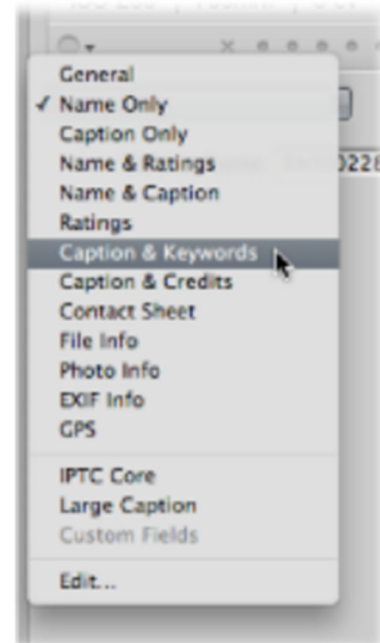 General
✓ Name Only
Caption Only
Name & Ratings
Name & Caption
Ratings
Caption & Keywords
Caption & Credits
Contact Sheet
File Info
Photo Info
EXIF Info
GPS
IPTC Core
Large Caption
Custom Fields
Edit...